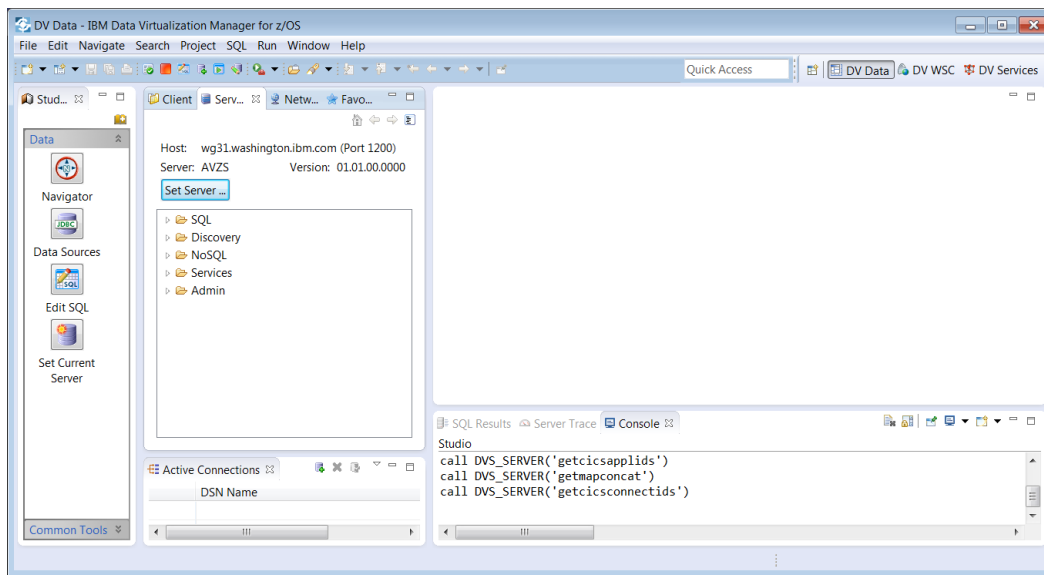 DV Data - IBM Data Virtualization Manager for z/OS
File Edit Navigate Search Project SQL Run Window Help
Quick Access
DV Data
DV WSC
DV Services
Stud...
Data
Navigator
JDBC
Data Sources
SQL
Edit SQL
Set Current
Server
Common Tools
Client
Serv...
Netw...
Favo...
Host: wg31.washington.ibm.com (Port 1200)
Server: AVZS Version: 01.01.00.0000
Set Server ...
SQL
Discovery
NoSQL
Services
Admin
Active Connections
DSN Name
SQL Results
Server Trace
Console
Studio
call DVS_SERVER('getcicsapplids')
call DVS_SERVER('getmapconcat')
call DVS_SERVER('getcicsconnectids')